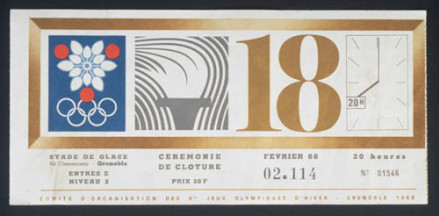 18
20H
STADE DE GLACE
Grenoble
ENTREE E
NIVEAU 3
CEREMONIE
DE CLOTURE
PRIX 20 F
FEVRIER 68
02.114
20 heures
N° 01546
COMITE D'ORGANISATION DES Xes JEUX OLYMPIQUES D'HIVER - GRENOBLE 1968